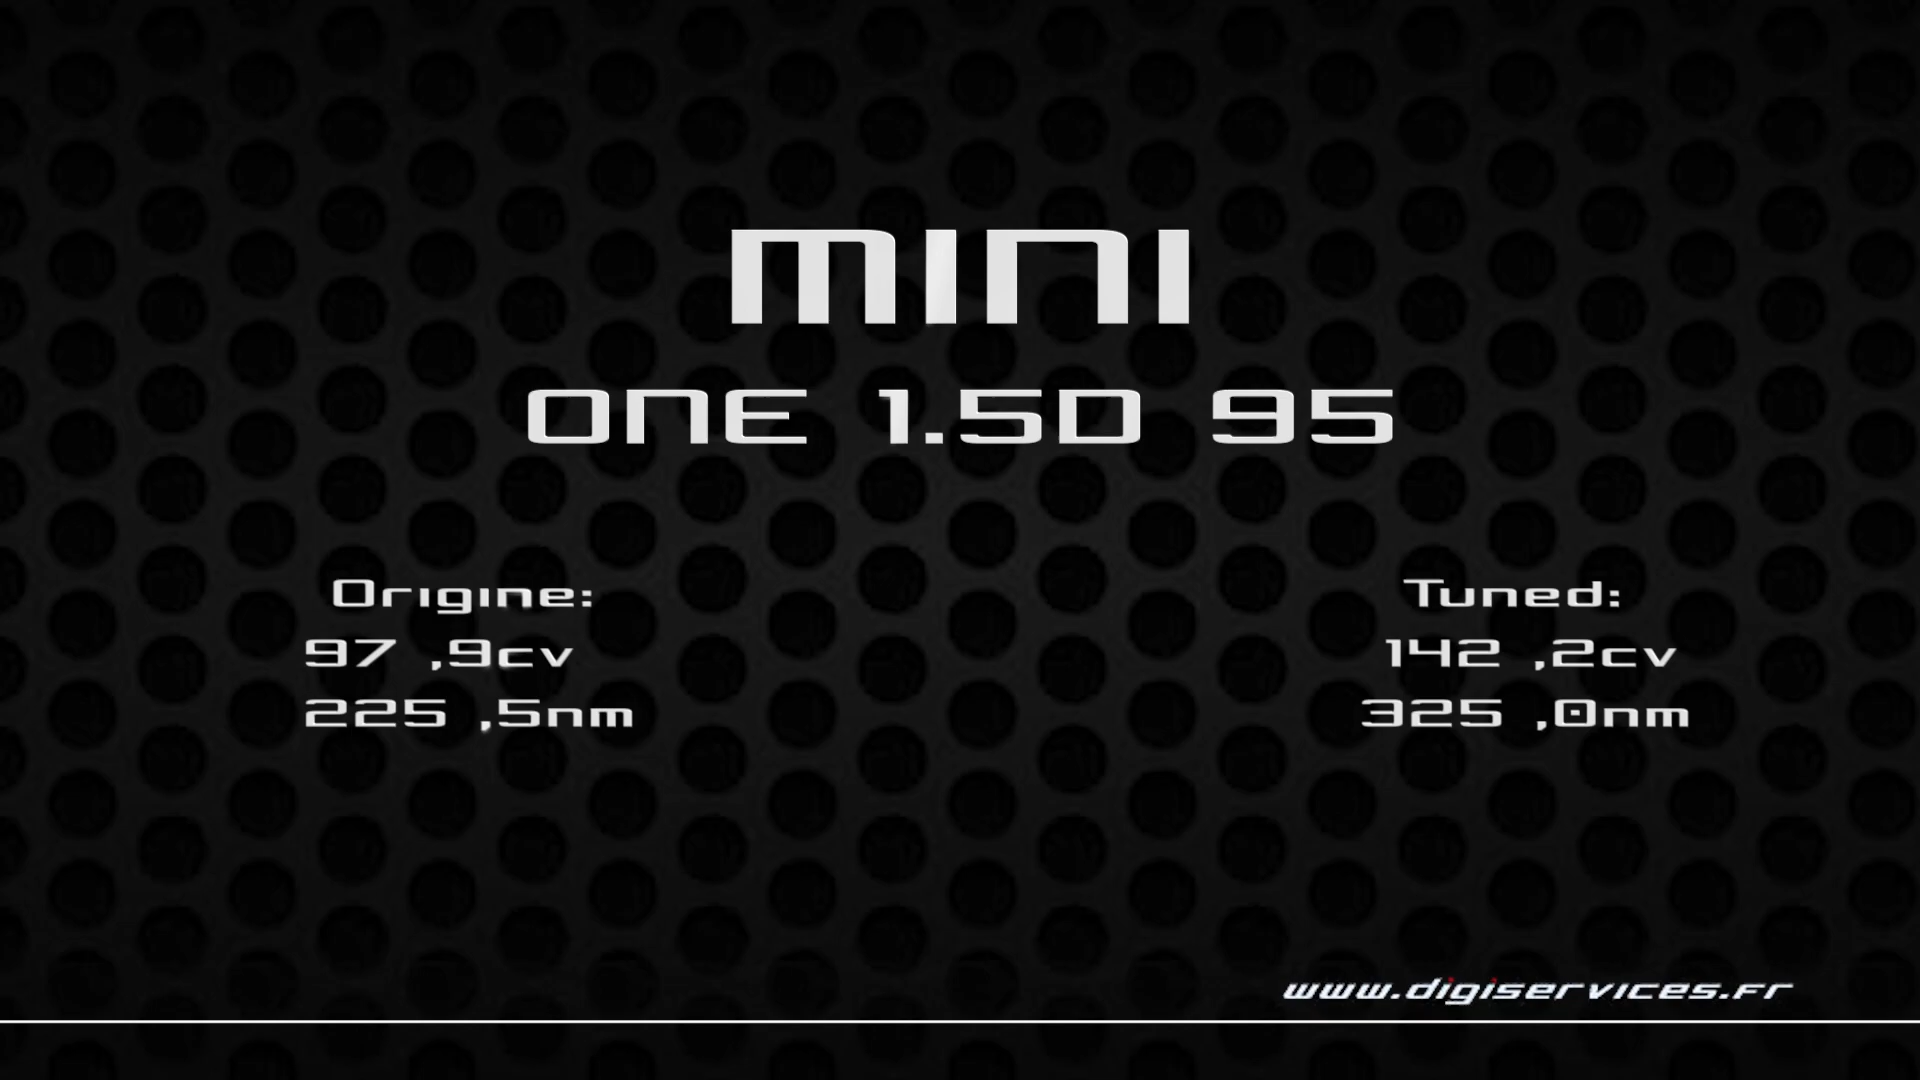 MINI
ONE 1.5D 95
Origine:
97 ,9cv
225 ,5nm
Tuned:
142 ,2cv
325 ,0nm
www.digiservices.fr